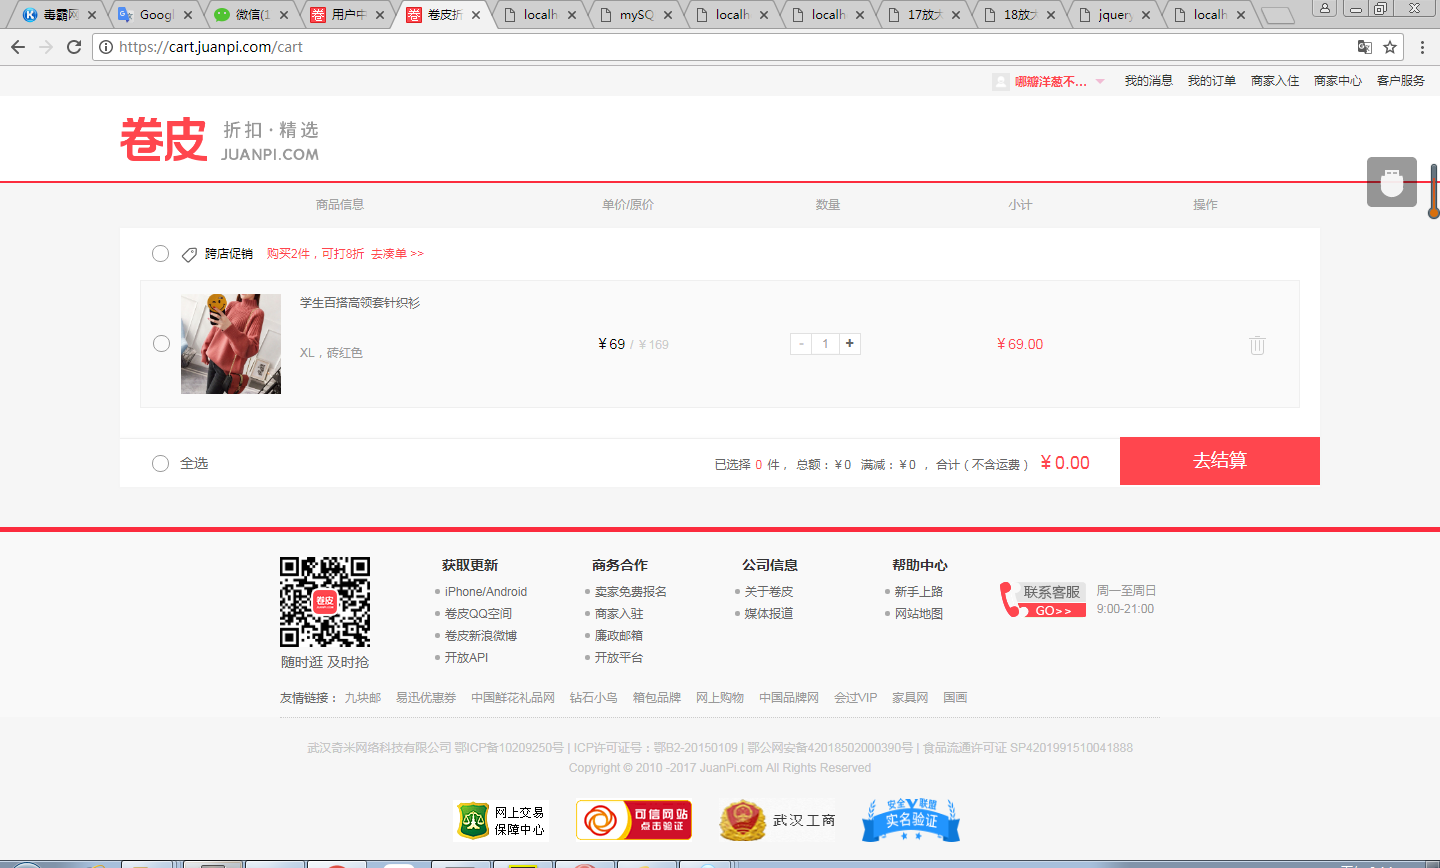 毒霸网
Googl
微信(1
用户中
卷皮折
localh
mySQ
localh
localh
17放大
18放大
jquery
localh
https://cart.juanpi.com/cart
哪瓣洋葱不... 我的消息 我的订单 商家入住 商家中心 客户服务
卷皮 折扣·精选
JUANPI.COM
商品信息 单价/原价 数量 小计 操作
跨店促销 购买2件，可打8折 去凑单 >>
学生百搭高领套针织衫
XL，砖红色 ¥69 / ¥169 - 1 + ¥69.00
全选 已选择 0 件， 总额：¥0 满减：¥0 ， 合计（不含运费） ¥0.00 去结算
获取更新 商务合作 公司信息 帮助中心
iPhone/Android 卖家免费报名 关于卷皮 新手上路
卷皮QQ空间 商家入驻 媒体报道 网站地图
卷皮新浪微博 廉政邮箱
开放API 开放平台
联系客服 周一至周日
GO>> 9:00-21:00
卷皮
随时逛 及时抢
友情链接： 九块邮 易迅优惠券 中国鲜花礼品网 钻石小鸟 箱包品牌 网上购物 中国品牌网 会过VIP 家具网 国画
武汉奇米网络科技有限公司 鄂ICP备10209250号 | ICP许可证号：鄂B2-20150109 | 鄂公网安备42018502000390号 | 食品流通许可证 SP4201991510041888
Copyright © 2010 -2017 JuanPi.com All Rights Reserved
网上交易
保障中心
可信网站
点击验证
武汉工商
安全联盟
实名验证